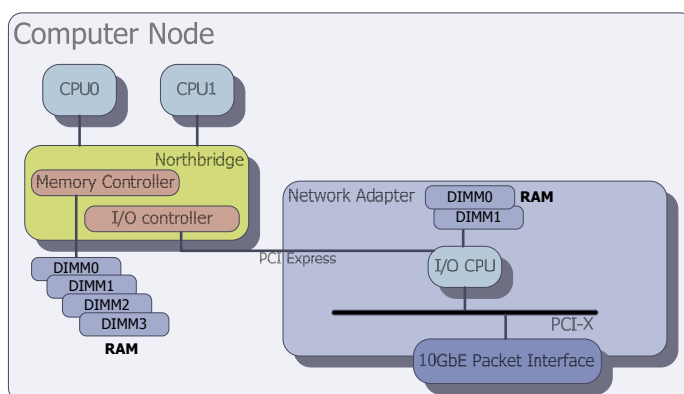 Computer Node
CPU0
CPU1
Northbridge
Memory Controller
I/O controller
DIMM0
DIMM1
DIMM2
DIMM3
RAM
PCI Express
Network Adapter
DIMM0
RAM
DIMM1
I/O CPU
PCI-X
10GbE Packet Interface